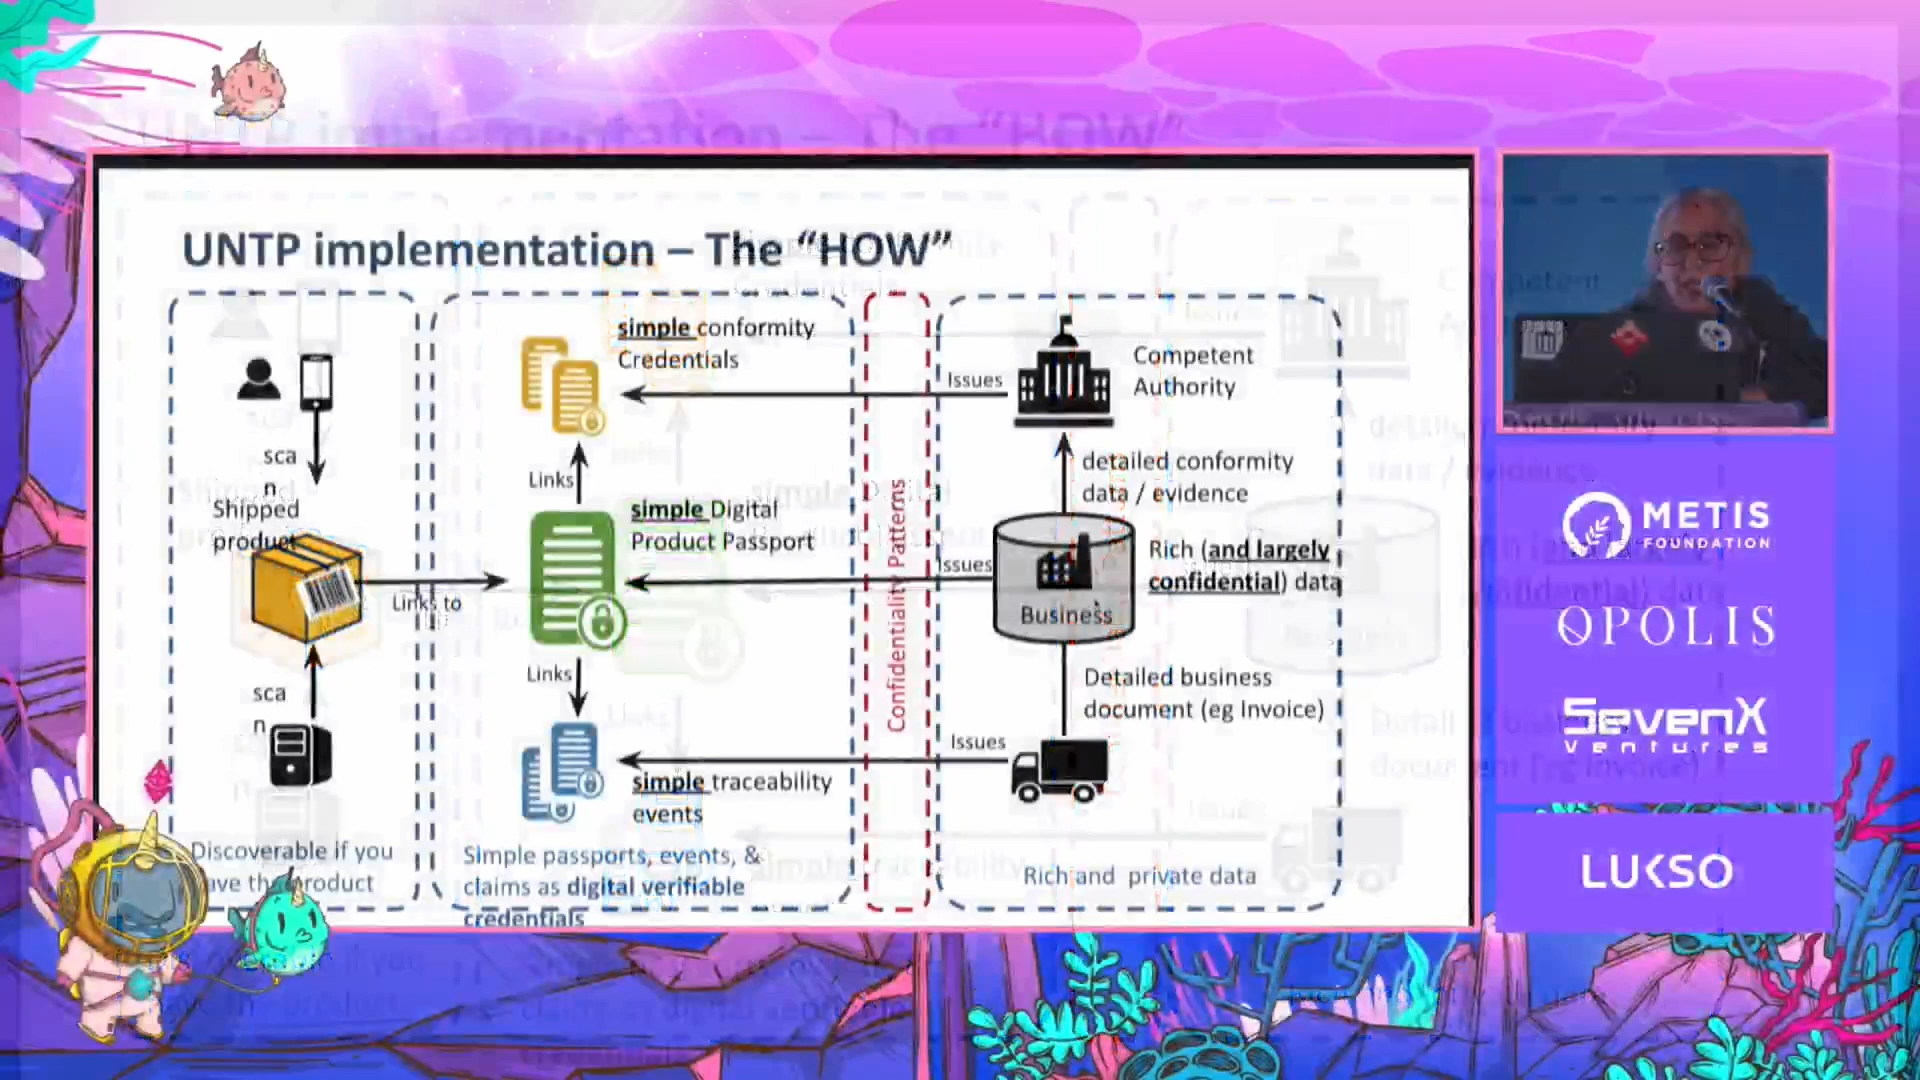 UNTP implementation – The “HOW”
simple conformity
Credentials
Issues
Competent
Authority
sca
n
Links
detailed conformity
data / evidence
Shipped
product
simple Digital
Product Passport
Confidentiality Patterns
Issues
Rich (and largely
confidential) data
Business
Links to
Links
sca
n
Detailed business
document (eg Invoice)
Issues
simple traceability
events
Discoverable if you
ave the product
Simple passports, events, &
claims as digital verifiable
credentials
Rich and private data
METIS
FOUNDATION
OPOLIS
SevenX
Ventures
LUKSO